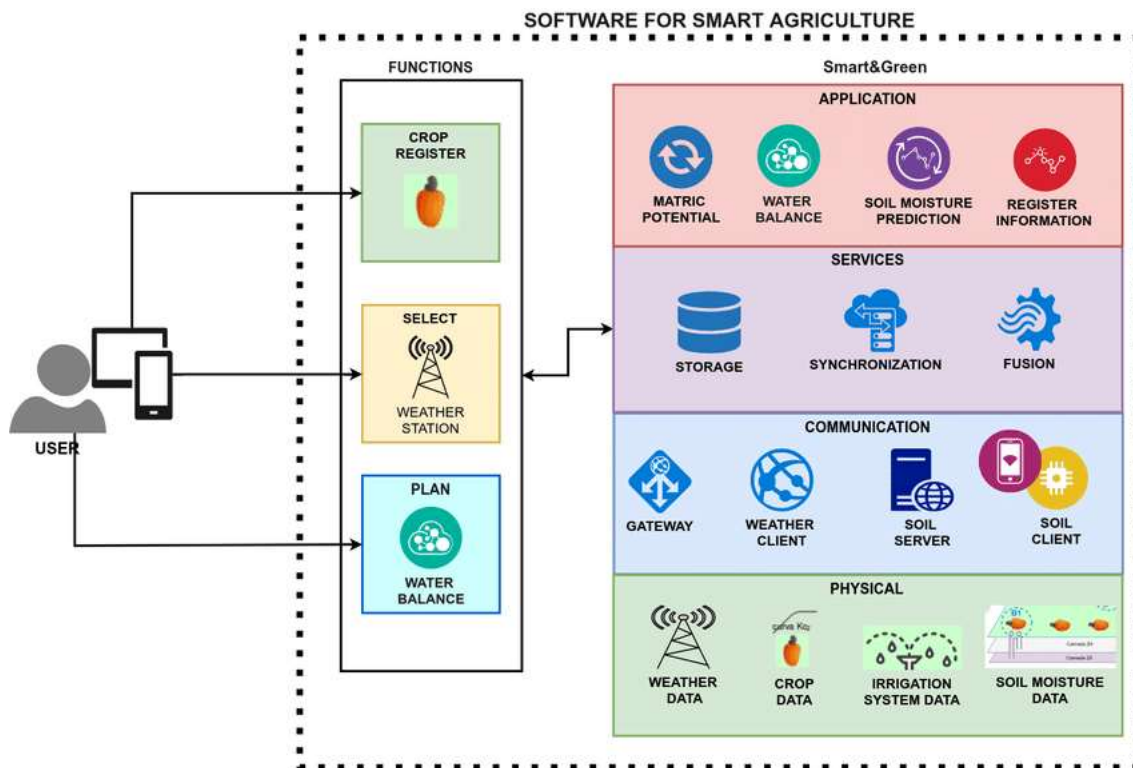 SOFTWARE FOR SMART AGRICULTURE
FUNCTIONS
CROP
REGISTER
SELECT
WEATHER
STATION
PLAN
WATER
BALANCE
USER
Smart&Green
APPLICATION
MATRIC
POTENTIAL
WATER
BALANCE
SOIL MOISTURE
PREDICTION
REGISTER
INFORMATION
SERVICES
STORAGE
SYNCHRONIZATION
FUSION
COMMUNICATION
GATEWAY
WEATHER
CLIENT
SOIL
SERVER
SOIL
CLIENT
PHYSICAL
WEATHER
DATA
curva Kc
CROP
DATA
IRRIGATION
SYSTEM DATA
SOIL MOISTURE
DATA